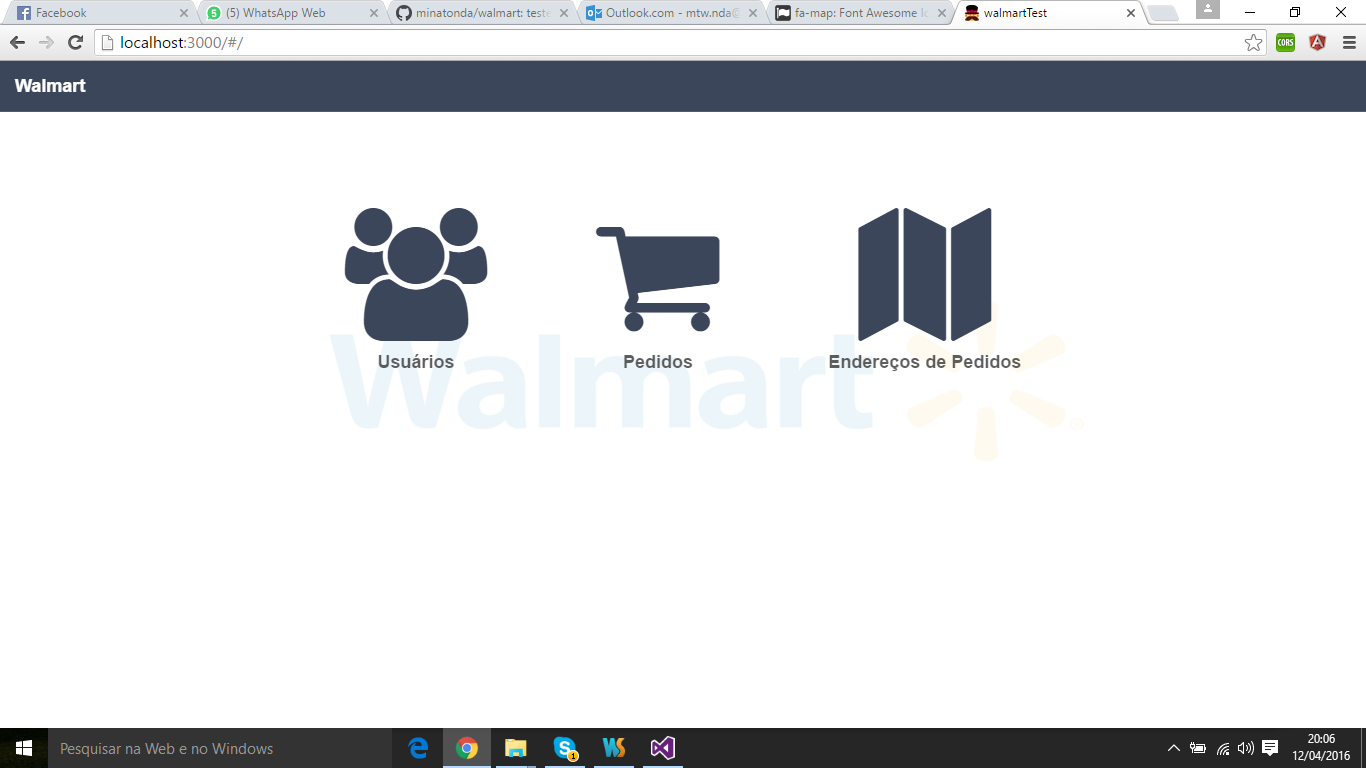 Facebook
(5) WhatsApp Web
minatonda/walmart: teste
Outlook.com - mtw.nda@
fa-map: Font Awesome Ic
walmartTest
localhost:3000/#/
CORS
Walmart
Usuários
Pedidos
Endereços de Pedidos
Walmart
Pesquisar na Web e no Windows
20:06
12/04/2016